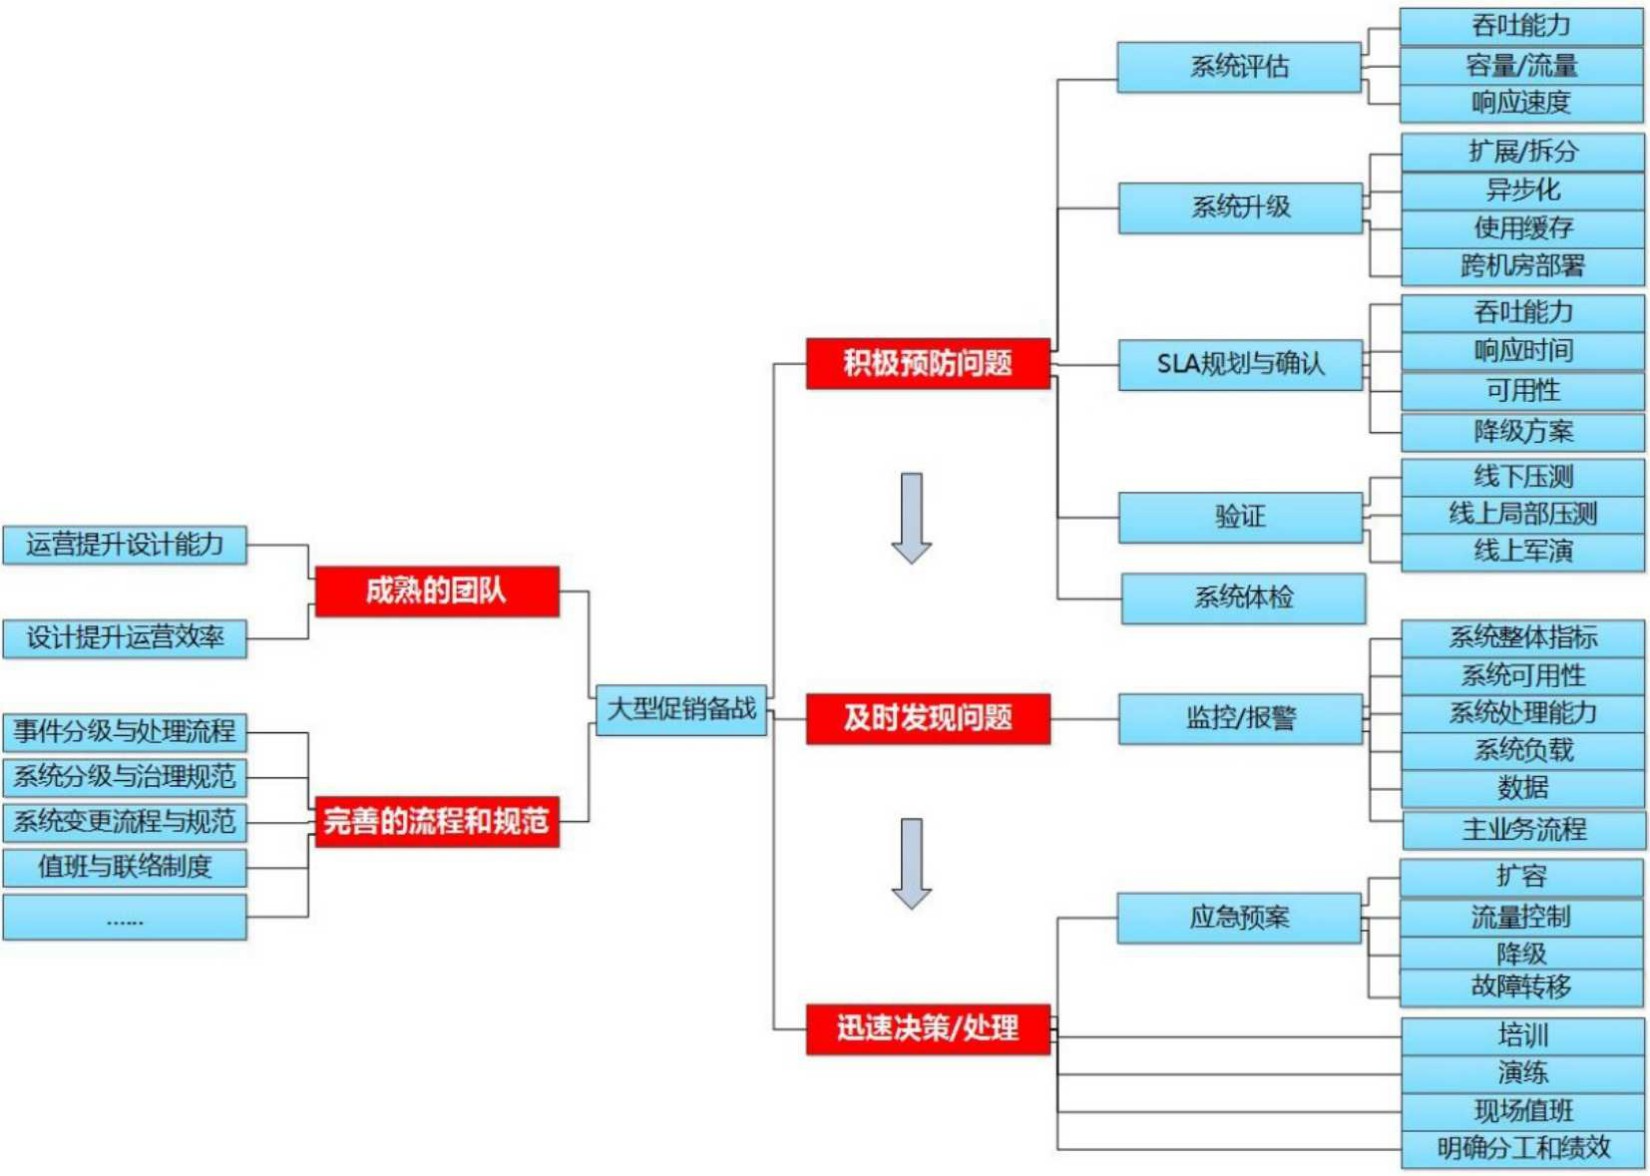 运营提升设计能力
设计提升运营效率
成熟的团队
事件分级与处理流程
系统分级与治理规范
系统变更流程与规范
值班与联络制度
......
完善的流程和规范
大型促销备战
积极预防问题
系统评估
吞吐能力
容量/流量
响应速度
系统升级
扩展/拆分
异步化
使用缓存
跨机房部署
SLA规划与确认
吞吐能力
响应时间
可用性
降级方案
验证
线下压测
线上局部压测
线上军演
系统体检
及时发现问题
监控/报警
系统整体指标
系统可用性
系统处理能力
系统负载
数据
主业务流程
迅速决策/处理
应急预案
扩容
流量控制
降级
故障转移
培训
演练
现场值班
明确分工和绩效